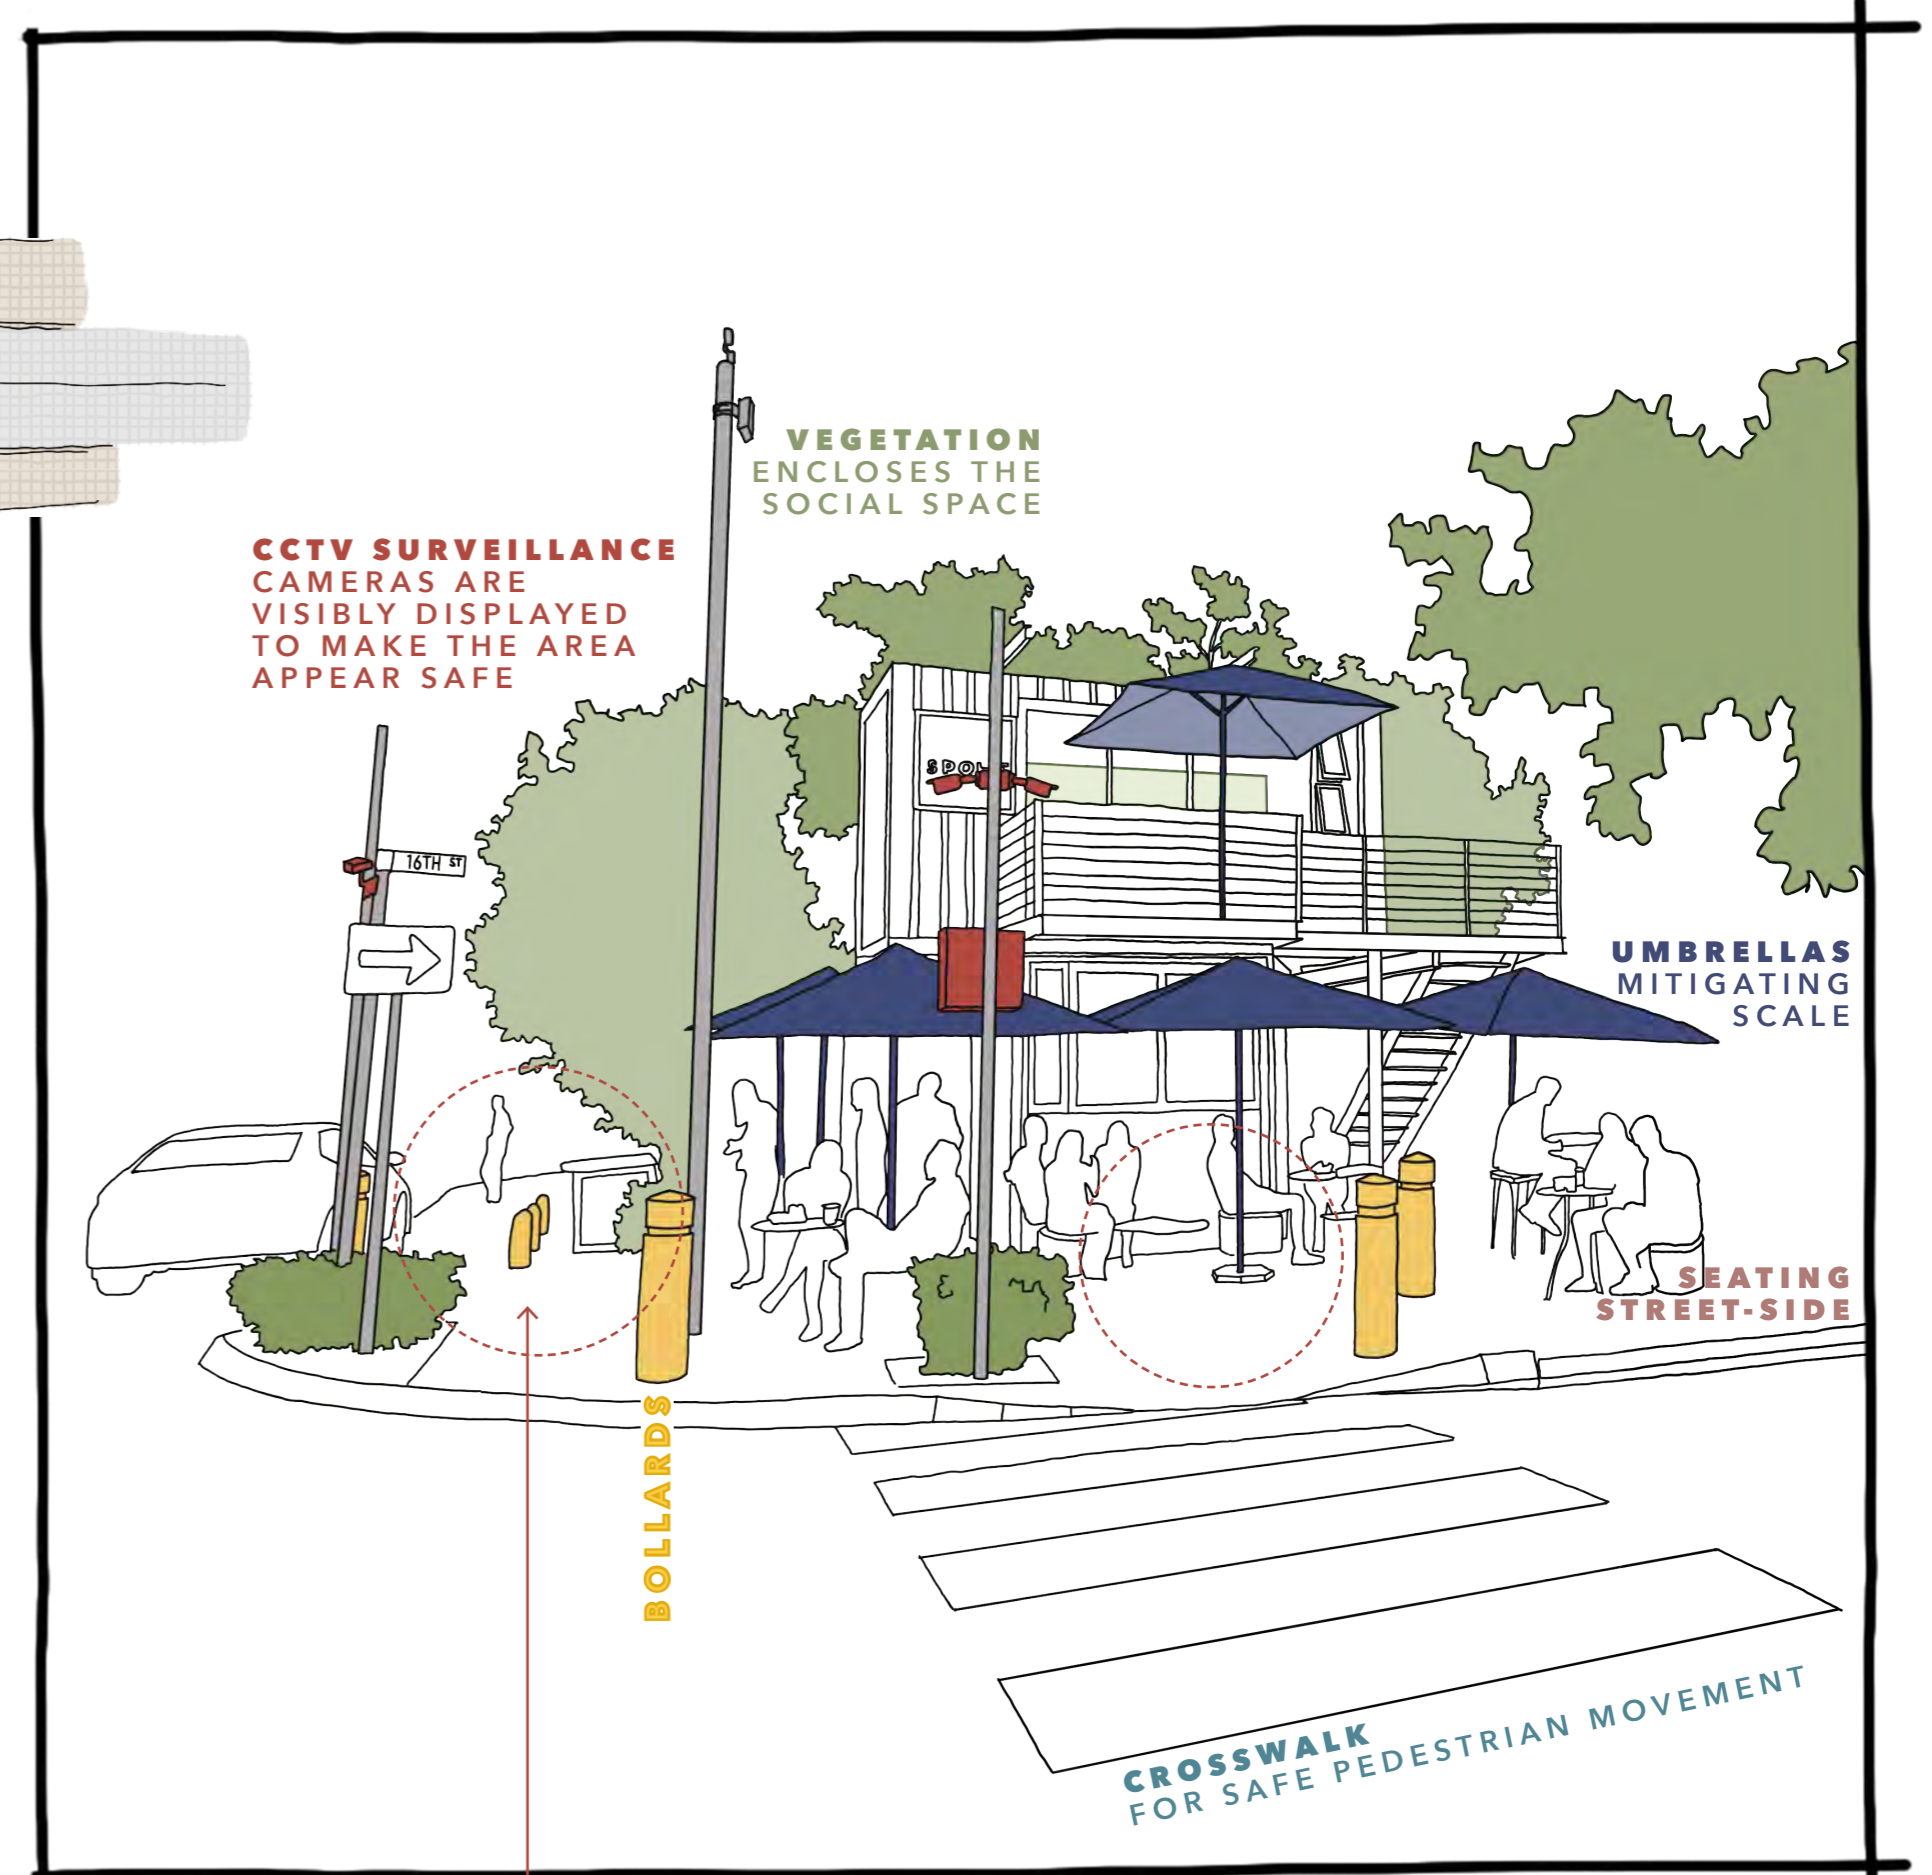 VEGETATION
ENCLOSES THE
SOCIAL SPACE
CCTV SURVEILLANCE
CAMERAS ARE
VISIBLY DISPLAYED
TO MAKE THE AREA
APPEAR SAFE
16TH ST
UMBRELLAS
MITIGATING
SCALE
SEATING
STREET-SIDE
BOLLARDS
CROSSWALK
FOR SAFE PEDESTRIAN MOVEMENT